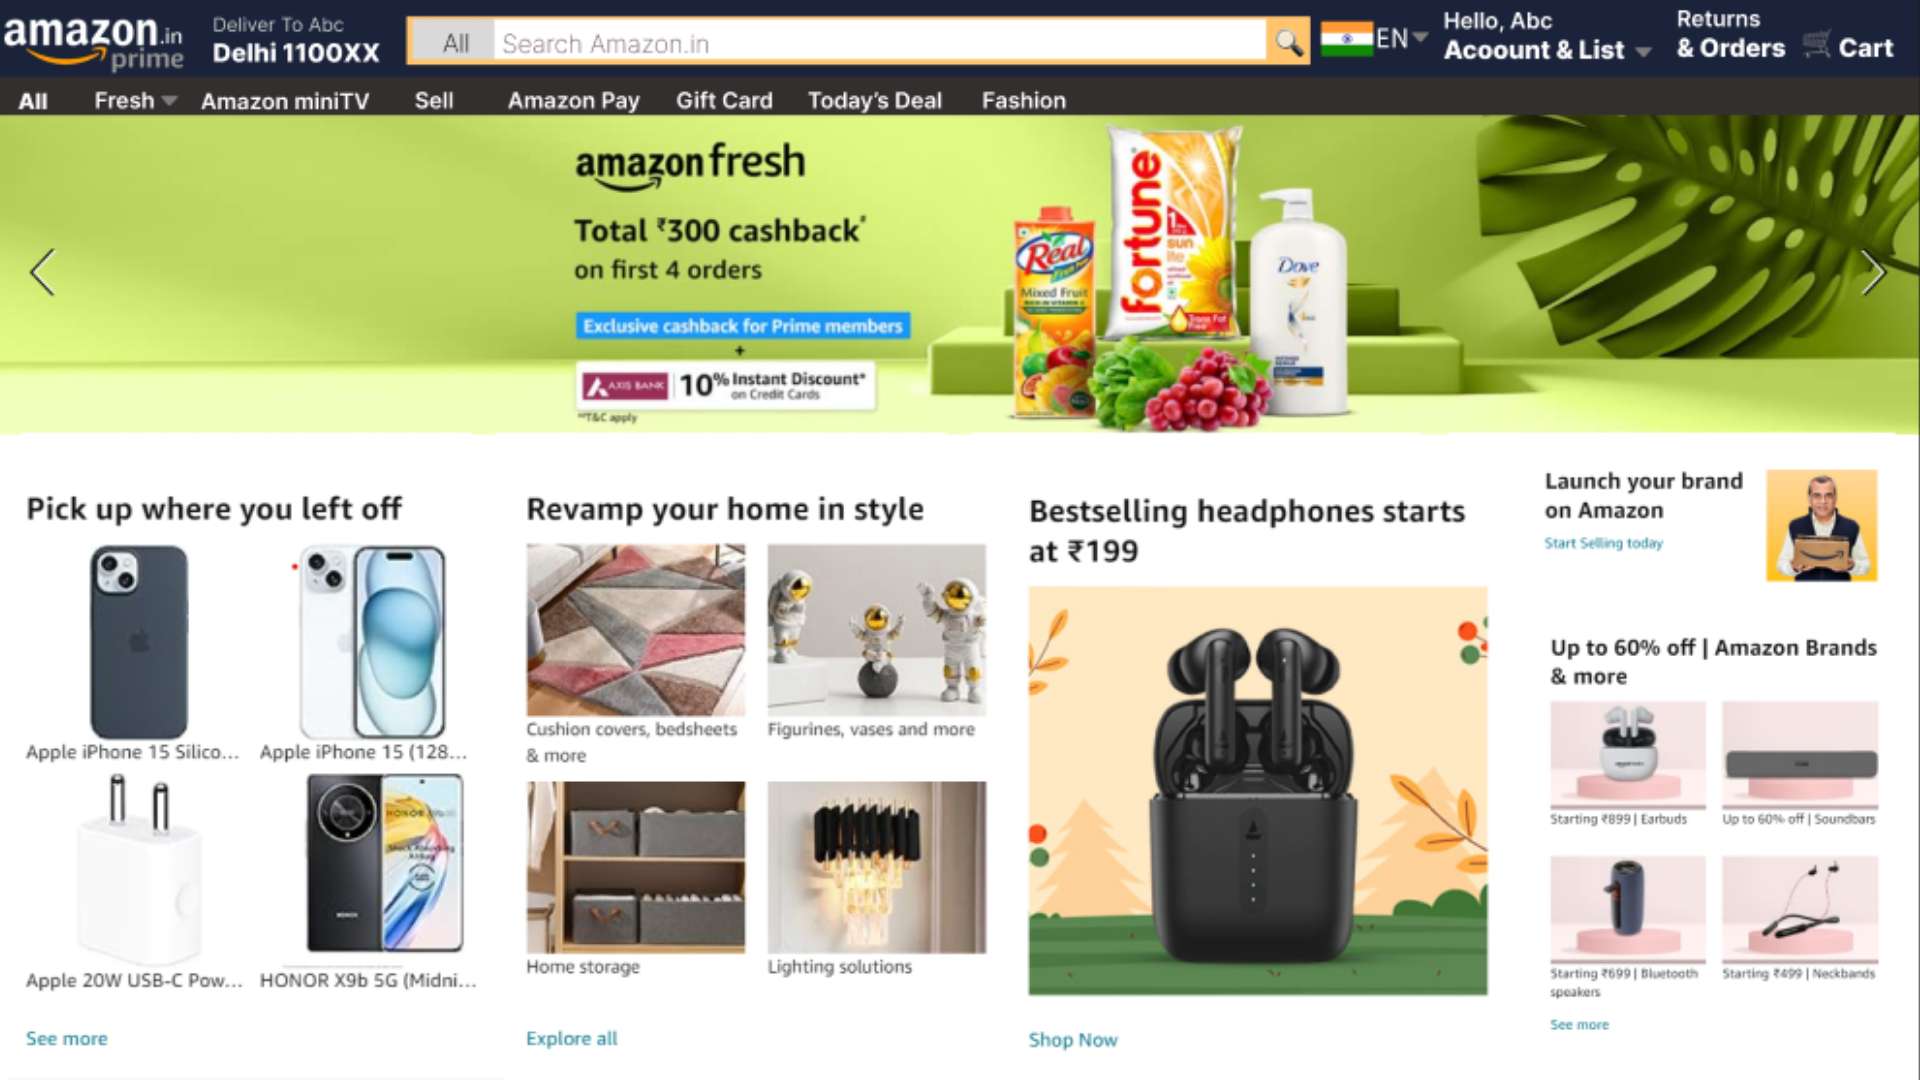 amazon.in
prime
Deliver To Abc
Delhi 1100XX
All
Search Amazon.in
EN
Hello, Abc
Acoount & List
Returns
& Orders
Cart
All
Fresh
Amazon miniTV
Sell
Amazon Pay
Gift Card
Today's Deal
Fashion
amazon fresh
Total ₹300 cashback#
on first 4 orders
Exclusive cashback for Prime members
+
AXIS BANK
10% Instant Discount*
on Credit Cards
*T&C apply
Real
Mixed Fruit
fortune
sun
lite
Trans Fat
Free
Dove
Pick up where you left off
Apple iPhone 15 Silico...
Apple iPhone 15 (128...
HONOR
Apple 20W USB-C Pow...
HONOR X9b 5G (Midni...
See more
Revamp your home in style
Cushion covers, bedsheets
& more
Figurines, vases and more
Home storage
Lighting solutions
Explore all
Bestselling headphones starts
at ₹199
Shop Now
Launch your brand
on Amazon
Start Selling today
Up to 60% off | Amazon Brands
& more
Starting ₹899 | Earbuds
Up to 60% off | Soundbars
Starting ₹699 | Bluetooth
speakers
Starting ₹499 | Neckbands
See more